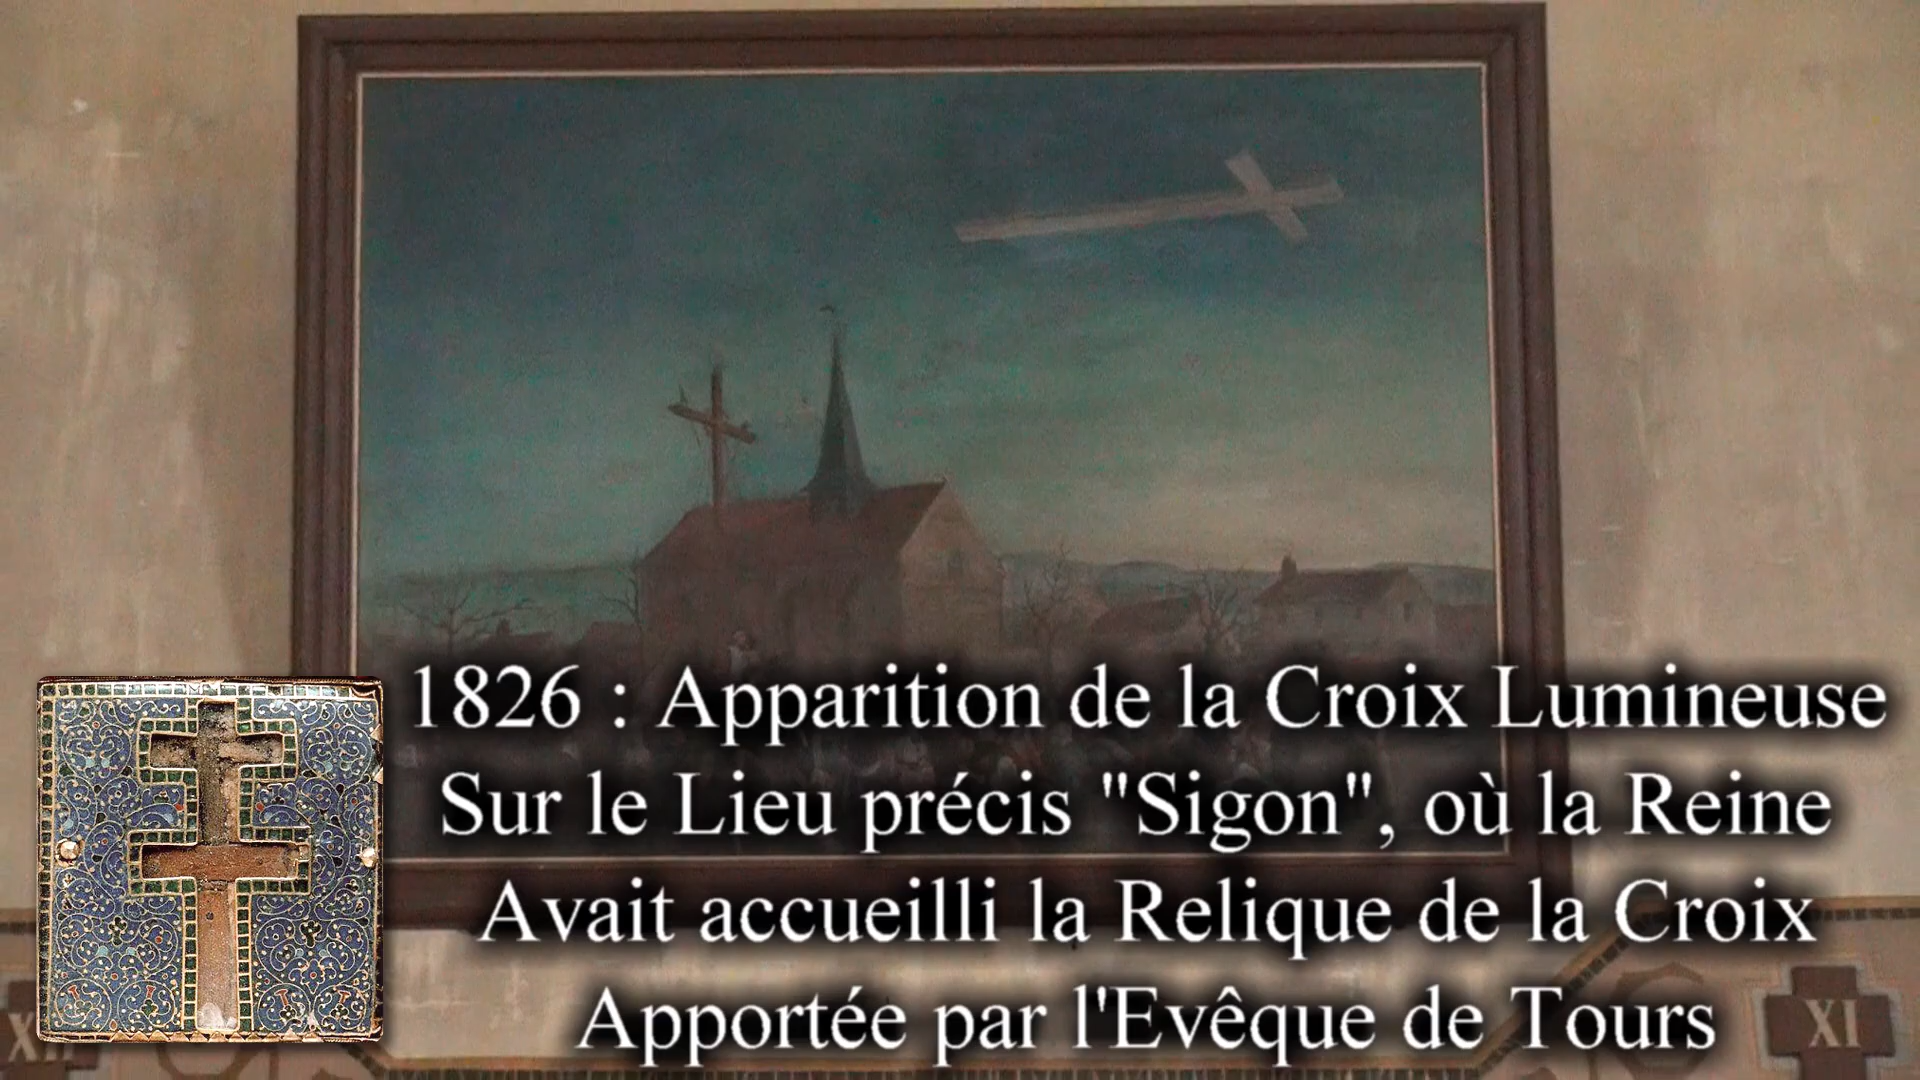 1826 : Apparition de la Croix Lumineuse
Sur le Lieu précis "Sigon", où la Reine
Avait accueilli la Relique de la Croix
Apportée par l'Evêque de Tours
XI